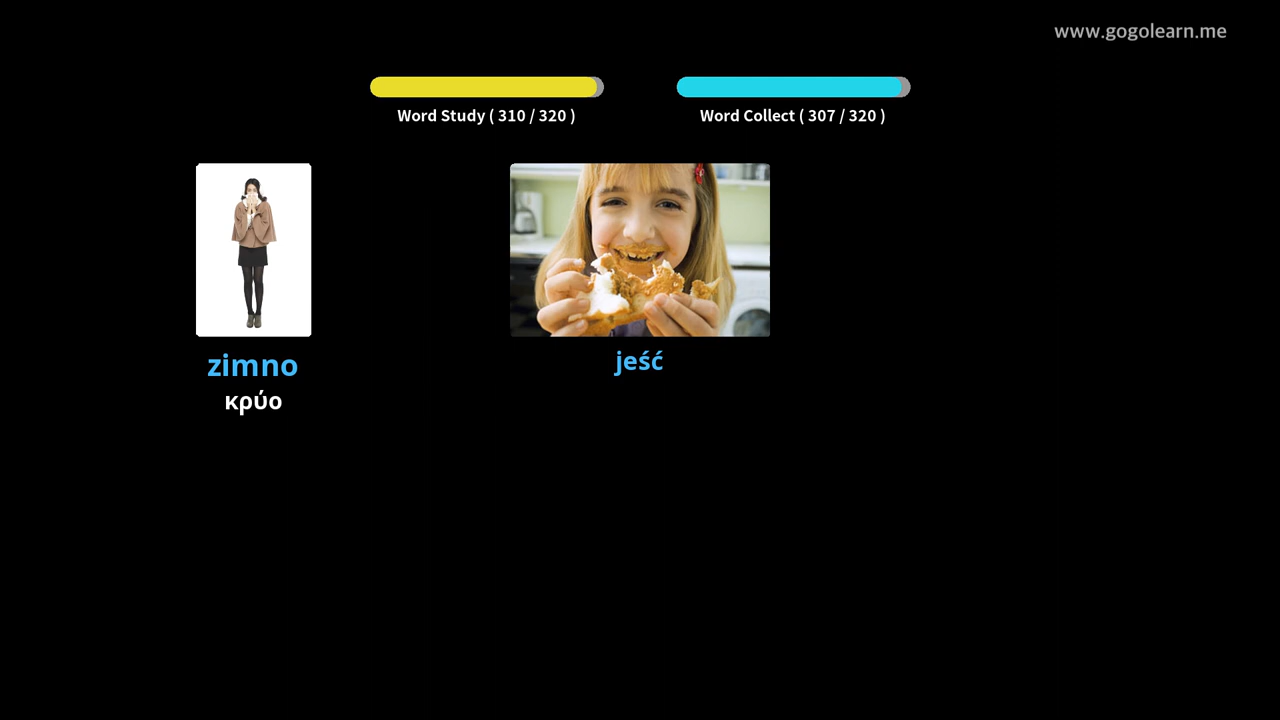 www.gogolearn.me
Word Study ( 310 / 320 )
Word Collect ( 307 / 320 )
zimno
κρύο
jeść